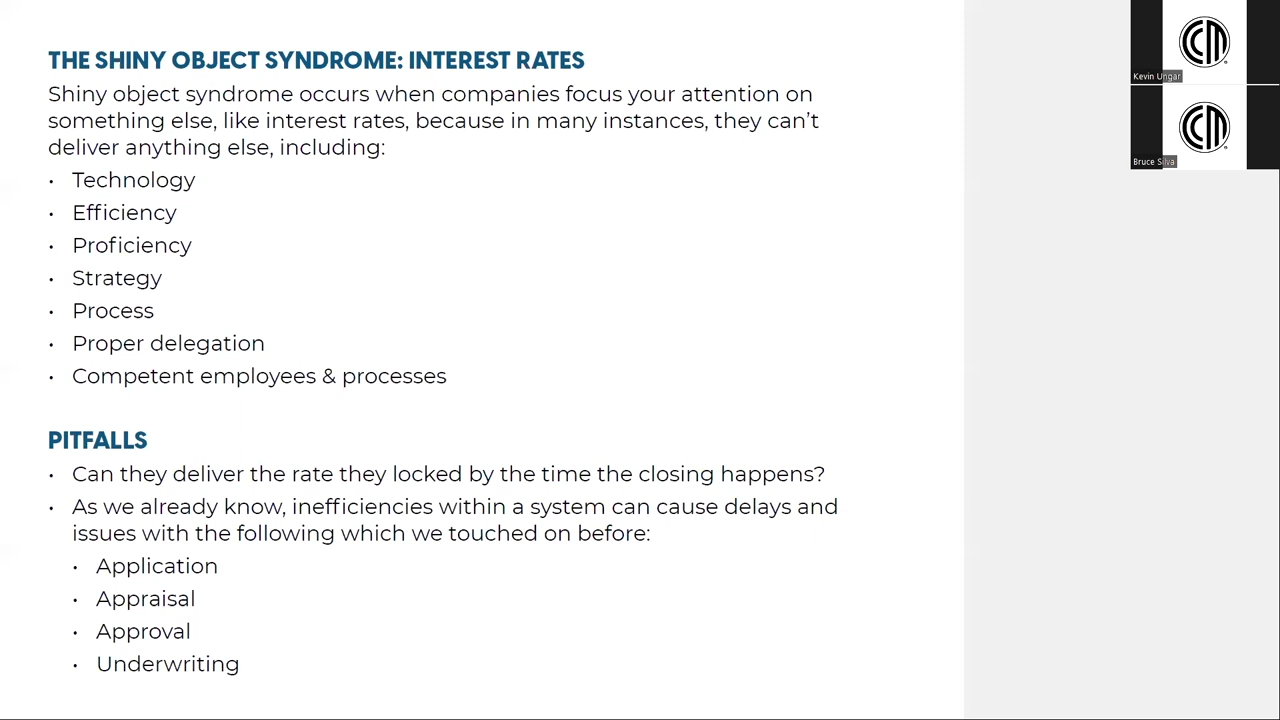 THE SHINY OBJECT SYNDROME: INTEREST RATES
Shiny object syndrome occurs when companies focus your attention on
something else, like interest rates, because in many instances, they can't
deliver anything else, including:
• Technology
• Efficiency
• Proficiency
• Strategy
• Process
• Proper delegation
• Competent employees & processes
PITFALLS
• Can they deliver the rate they locked by the time the closing happens?
• As we already know, inefficiencies within a system can cause delays and
issues with the following which we touched on before:
• Application
• Appraisal
• Approval
• Underwriting
CM
Kevin Ungar
CM
Bruce Silva